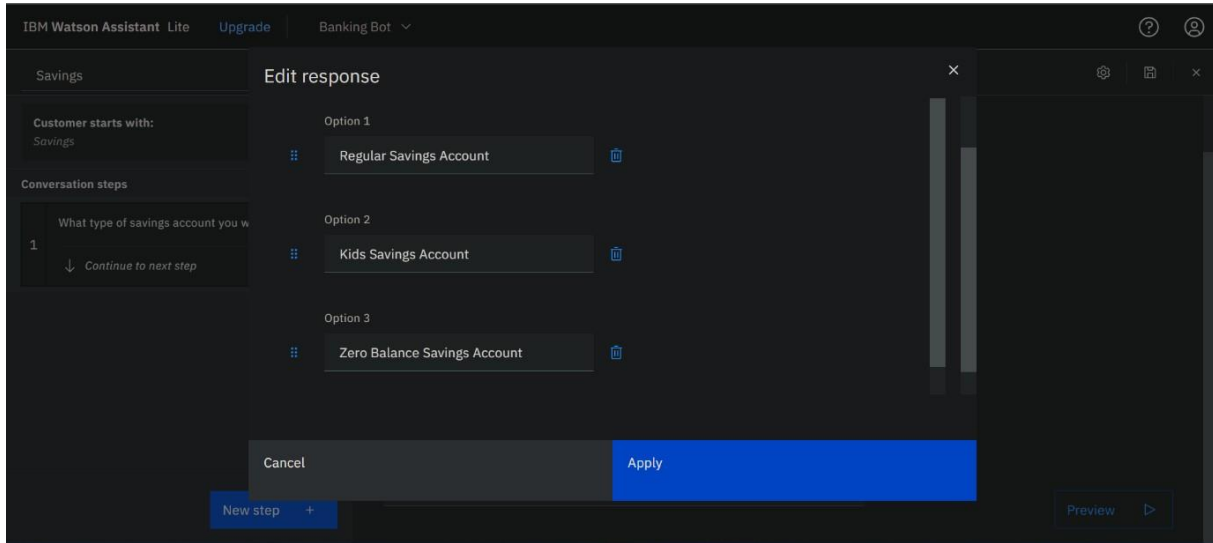 IBM Watson Assistant Lite Upgrade Banking Bot
Savings
Edit response
Customer starts with:
Savings
Conversation steps
1
What type of savings account you w
Continue to next step
Option 1
Regular Savings Account
Option 2
Kids Savings Account
Option 3
Zero Balance Savings Account
Cancel
Apply
New step +
Preview